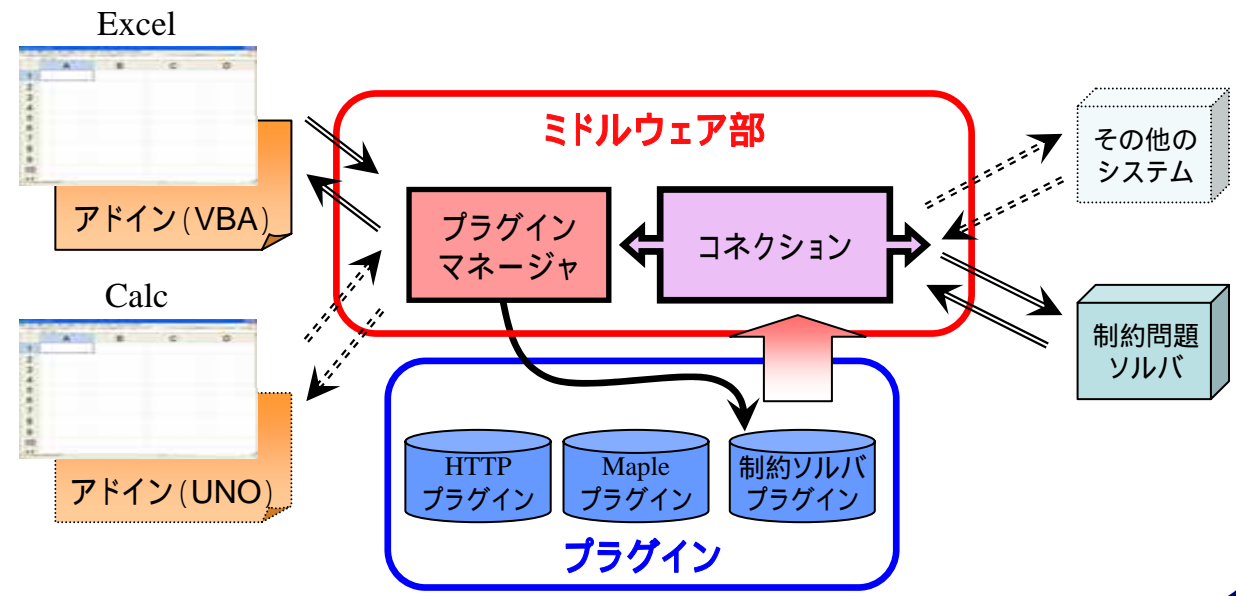 Excel
アドイン(VBA)
Calc
アドイン(UNO)
ミドルウェア部
プラグイン
マネージャ
コネクション
その他の
システム
制約問題
ソルバ
HTTP
プラグイン
Maple
プラグイン
制約ソルバ
プラグイン
プラグイン